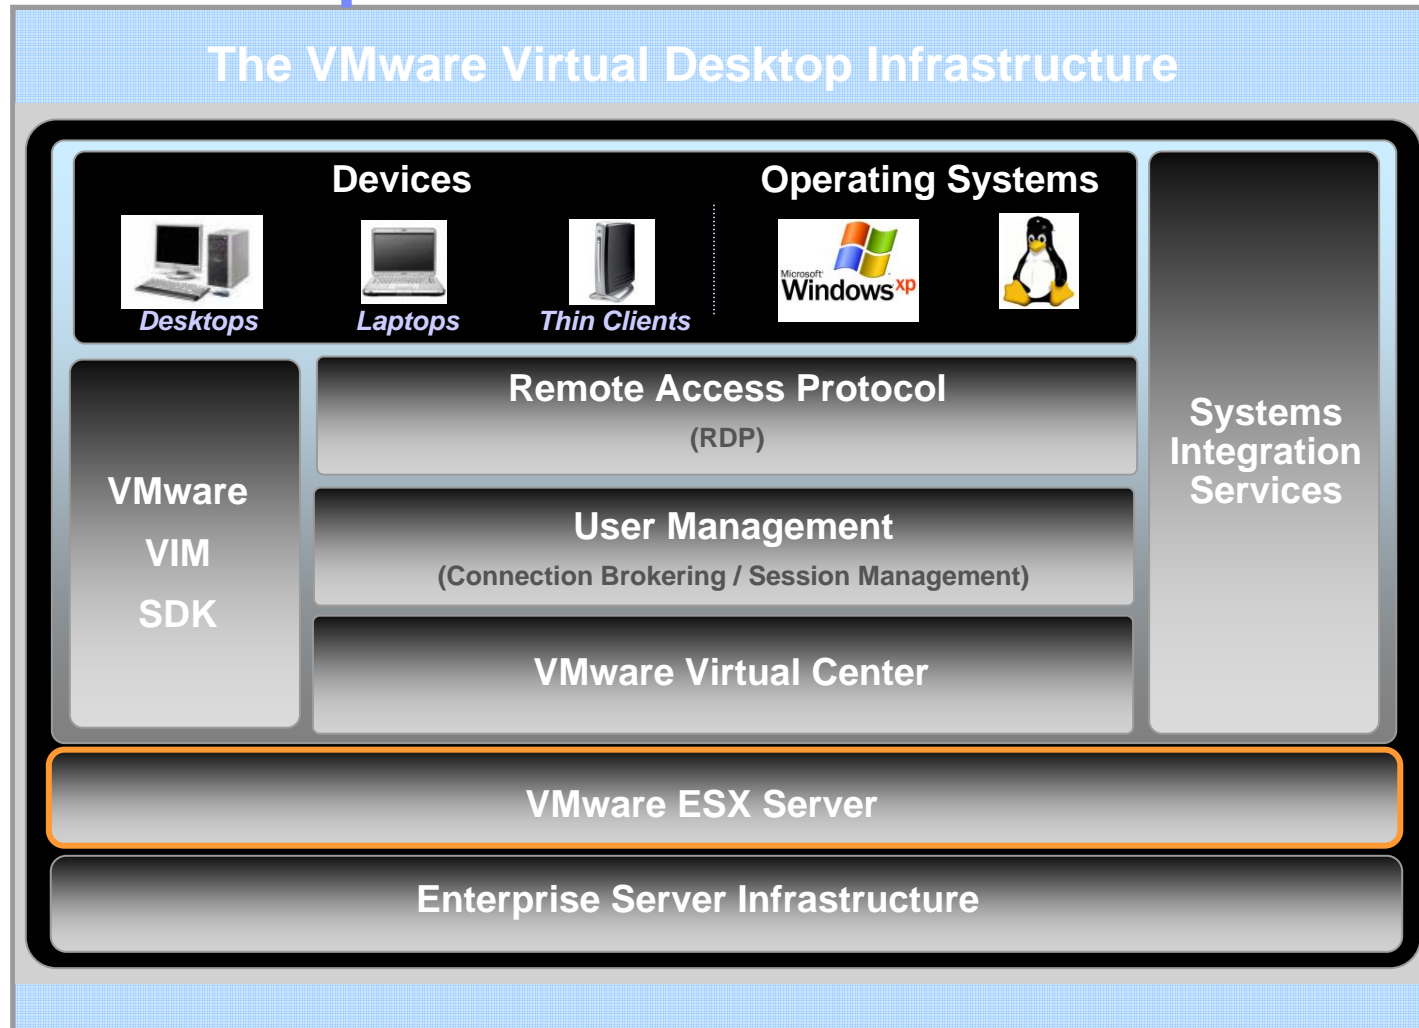 The VMware Virtual Desktop Infrastructure
Devices
Operating Systems
Microsoft
Windows xp
Desktops
Laptops
Thin Clients
Remote Access Protocol
(RDP)
VMware
VIM
SDK
User Management
(Connection Brokering / Session Management)
VMware Virtual Center
Systems
Integration
Services
VMware ESX Server
Enterprise Server Infrastructure